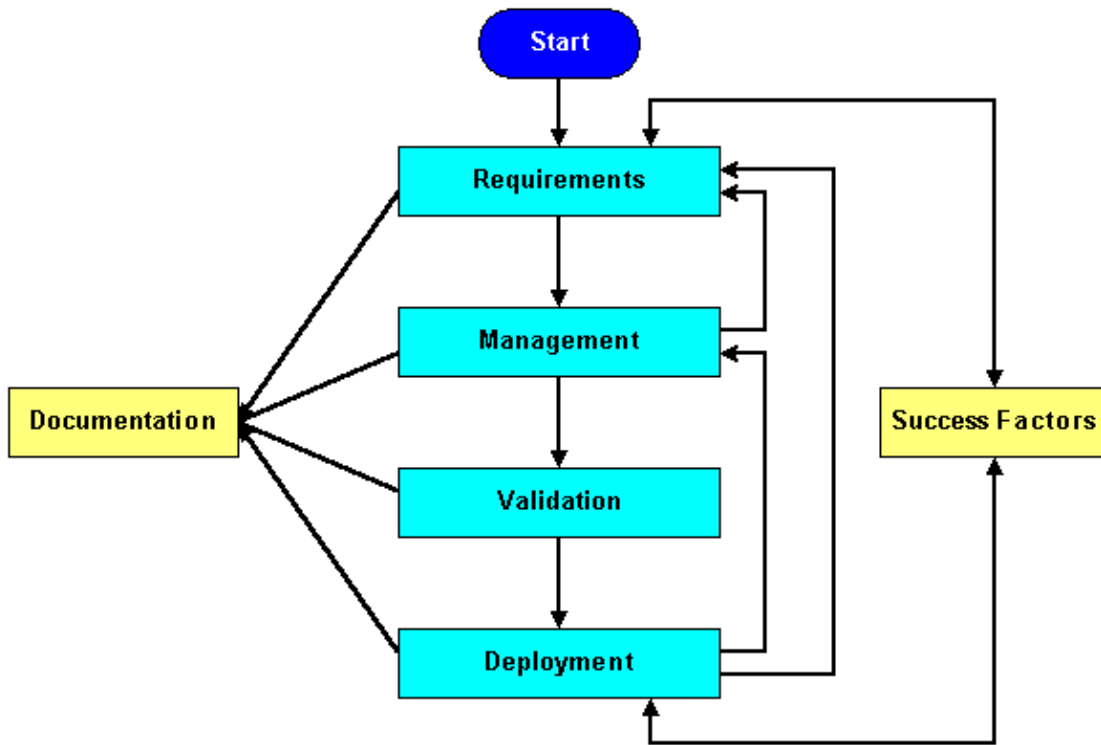 Start
Requirements
Management
Documentation
Success Factors
Validation
Deployment